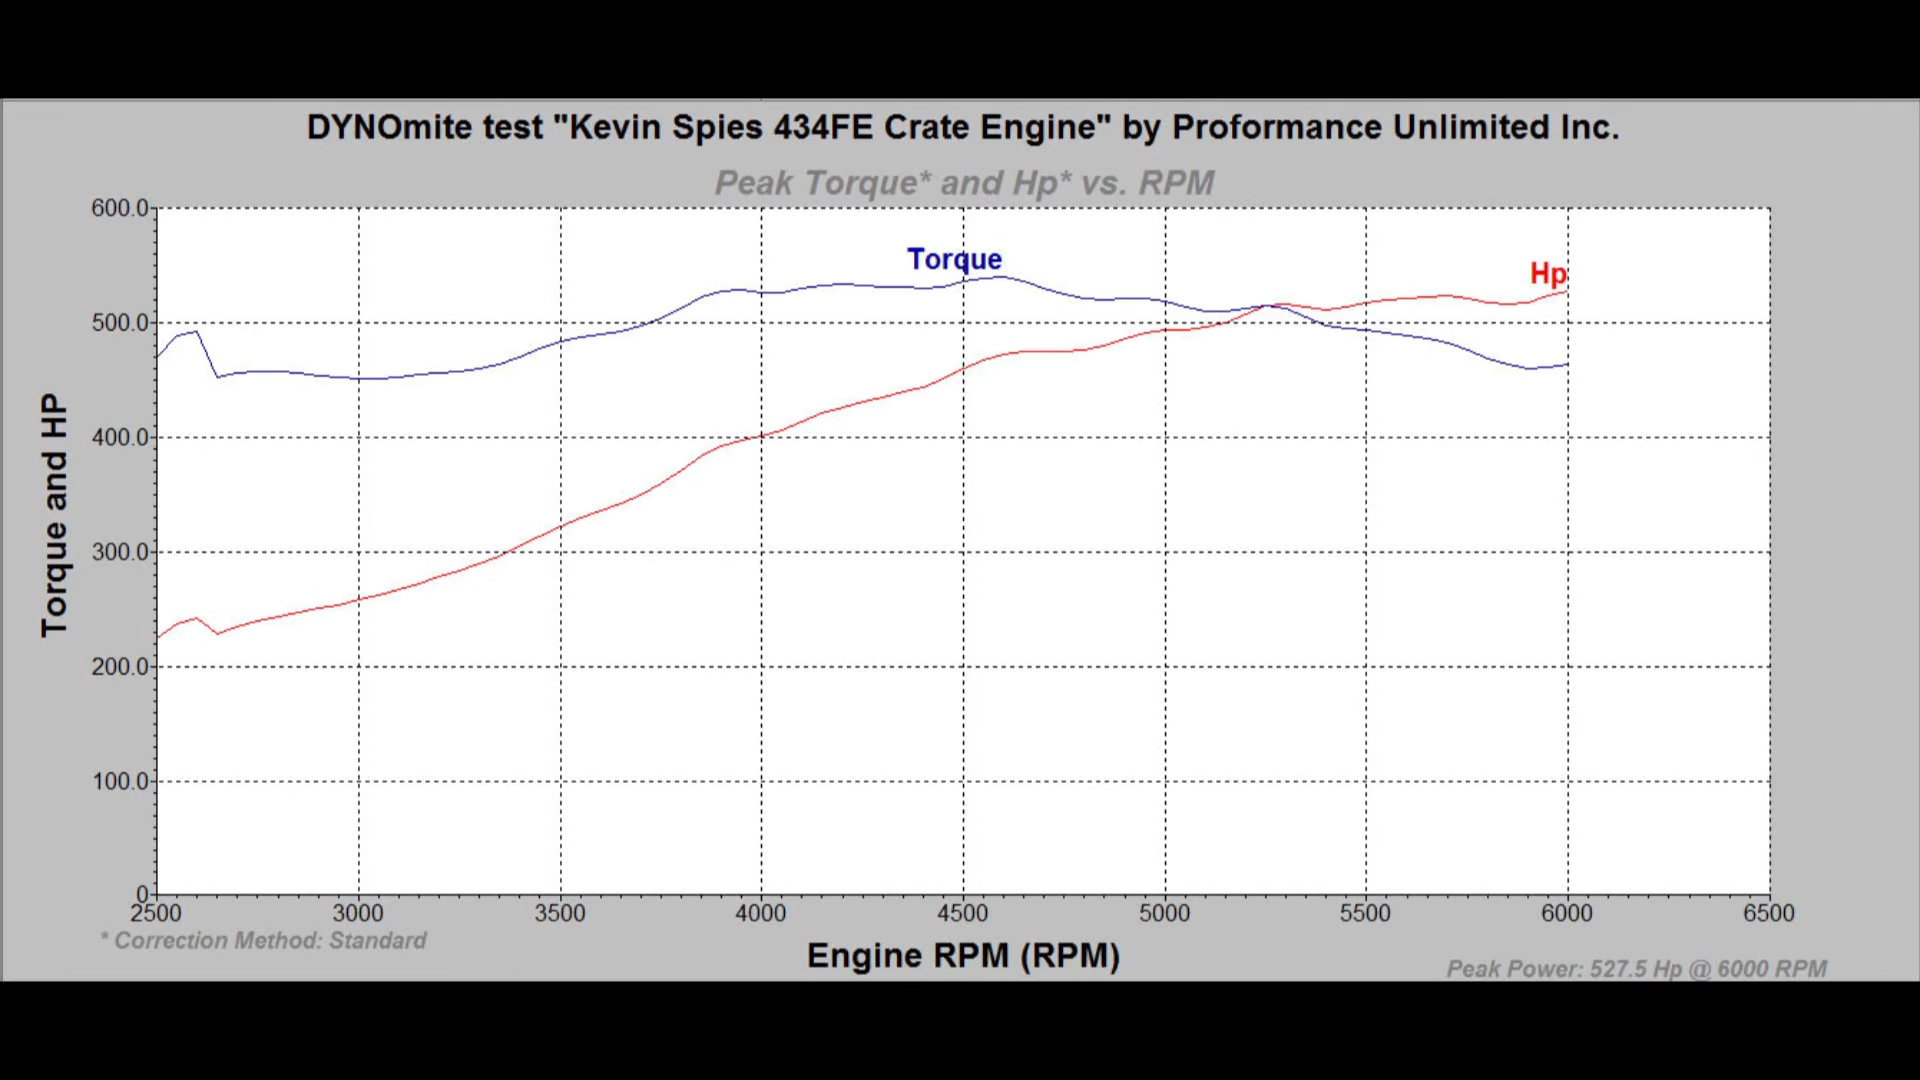 DYNOmite test "Kevin Spies 434FE Crate Engine" by Proformance Unlimited Inc.
Peak Torque* and Hp* vs. RPM
600.0
Torque
Hp
500.0
400.0
Torque and HP
300.0
200.0
100.0
0
2500 3000 3500 4000 4500 5000 5500 6000 6500
* Correction Method: Standard
Engine RPM (RPM)
Peak Power: 527.5 Hp @ 6000 RPM